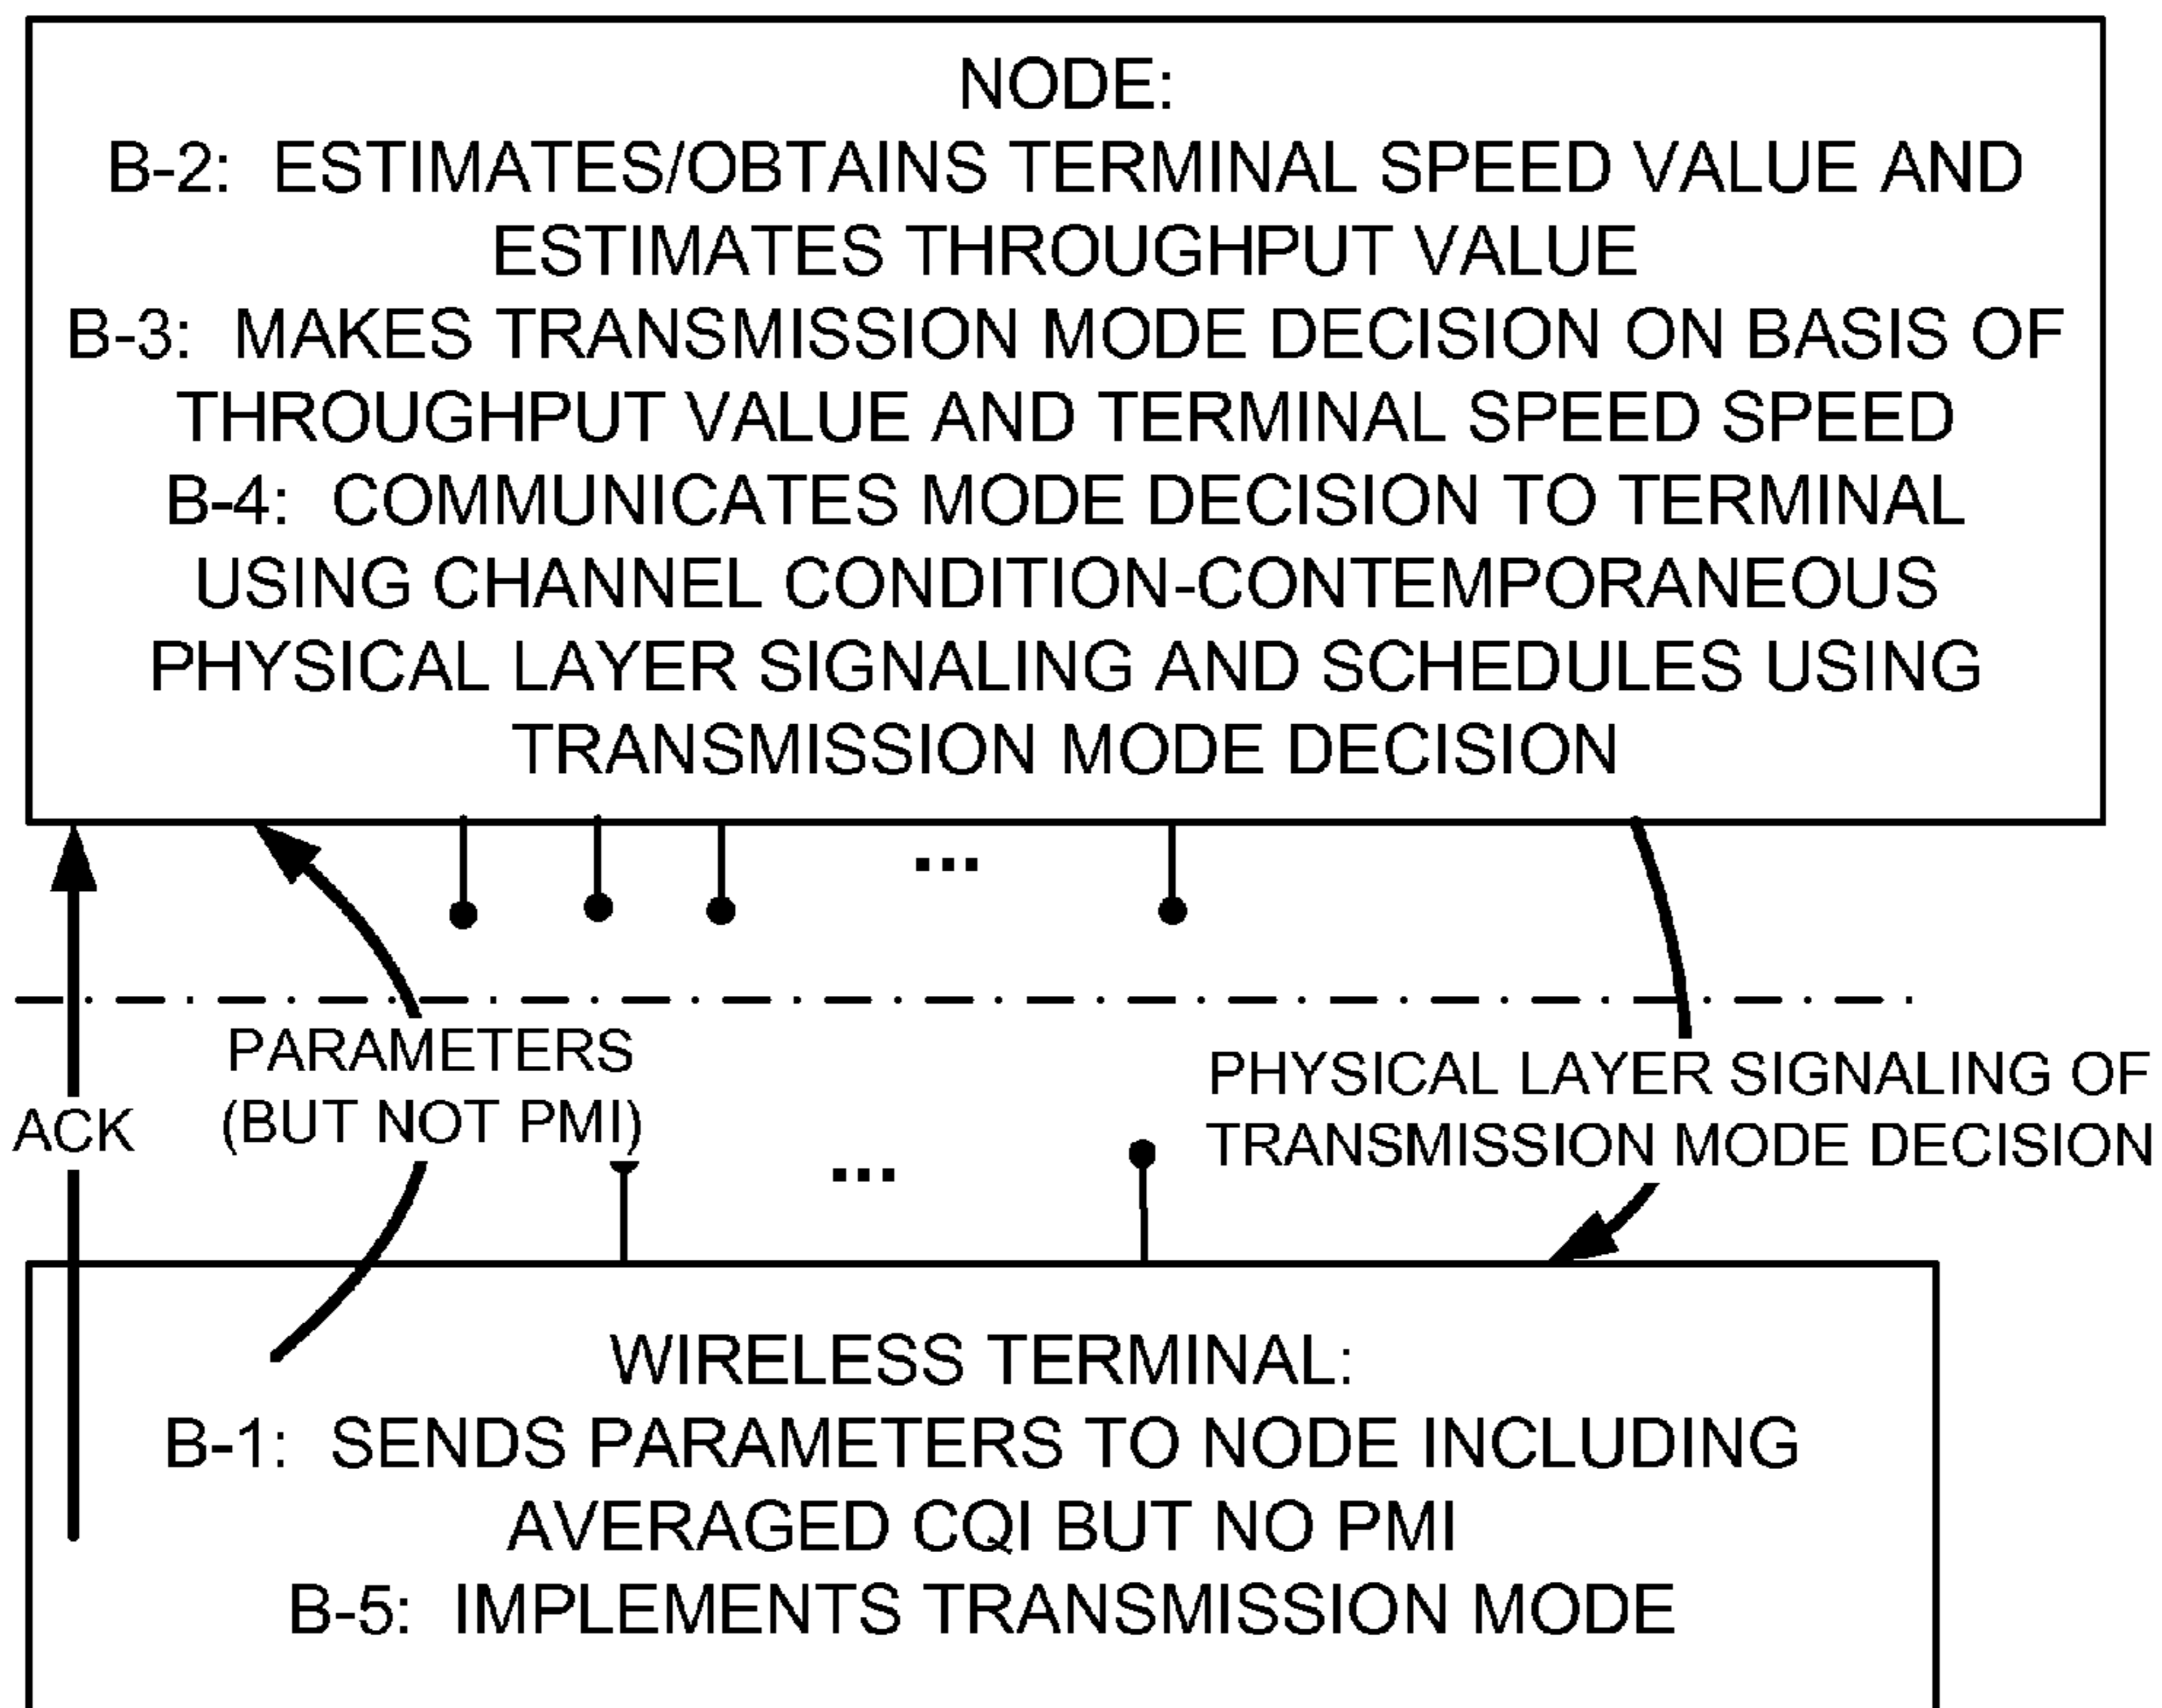 NODE:
B-2: ESTIMATES/OBTAINS TERMINAL SPEED VALUE AND
ESTIMATES THROUGHPUT VALUE
B-3: MAKES TRANSMISSION MODE DECISION ON BASIS OF
THROUGHPUT VALUE AND TERMINAL SPEED SPEED
B-4: COMMUNICATES MODE DECISION TO TERMINAL
USING CHANNEL CONDITION-CONTEMPORANEOUS
PHYSICAL LAYER SIGNALING AND SCHEDULES USING
TRANSMISSION MODE DECISION
...
PARAMETERS
(BUT NOT PMI)
ACK
PHYSICAL LAYER SIGNALING OF
TRANSMISSION MODE DECISION
...
WIRELESS TERMINAL:
B-1: SENDS PARAMETERS TO NODE INCLUDING
AVERAGED CQI BUT NO PMI
B-5: IMPLEMENTS TRANSMISSION MODE